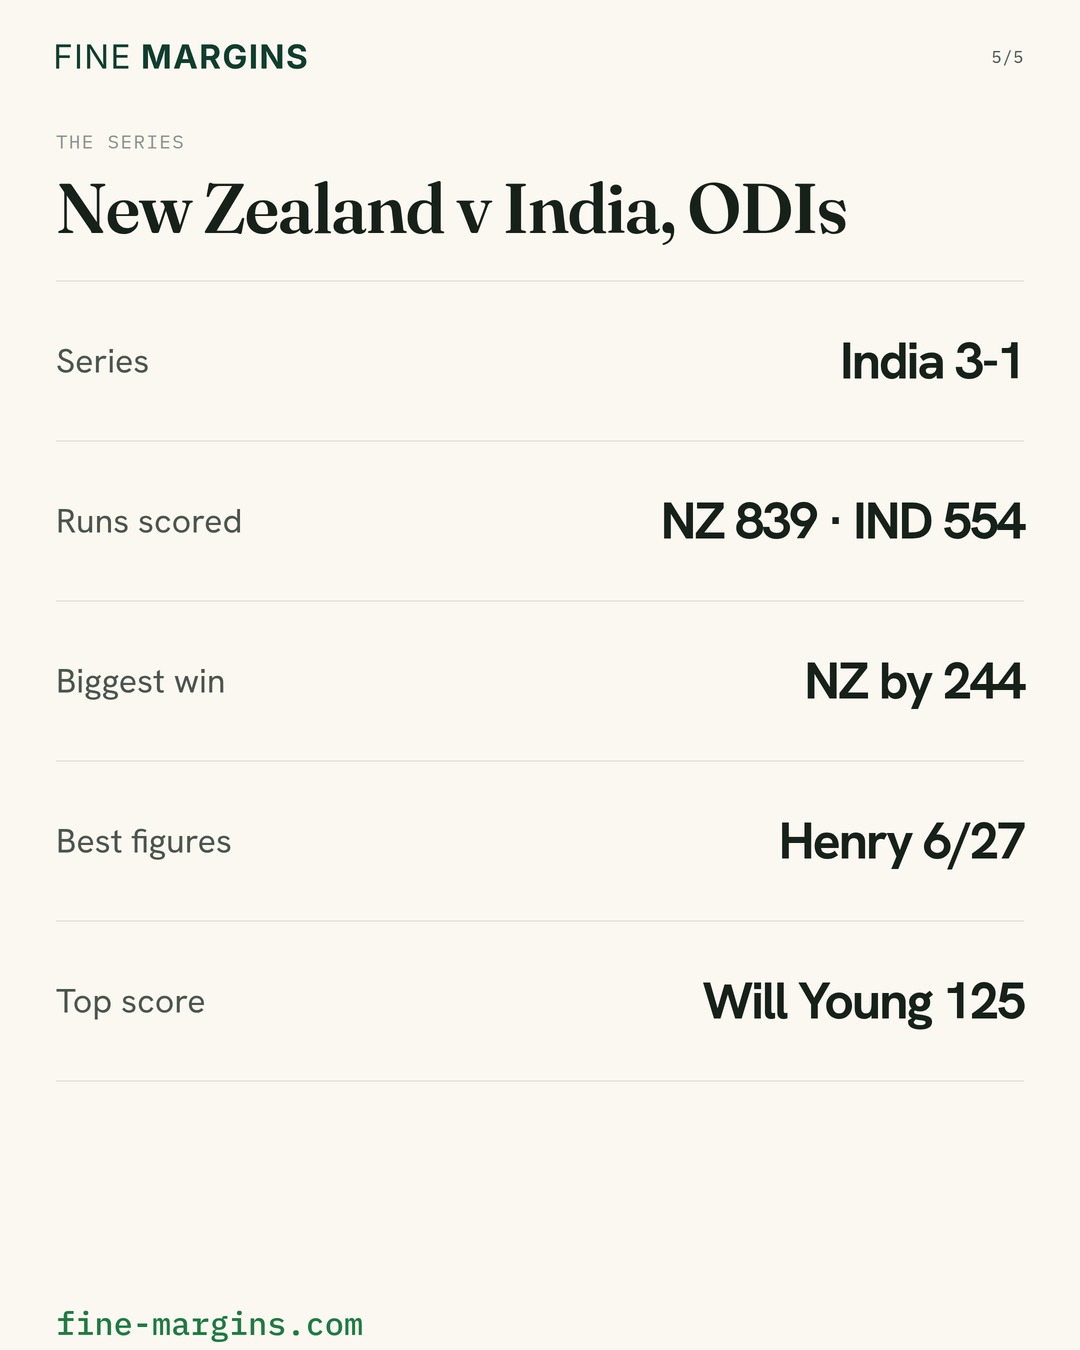 FINE MARGINS
5/5
THE SERIES
New Zealand v India, ODIs
Series
India 3-1
Runs scored
NZ 839 · IND 554
Biggest win
NZ by 244
Best figures
Henry 6/27
Top score
Will Young 125
fine-margins.com